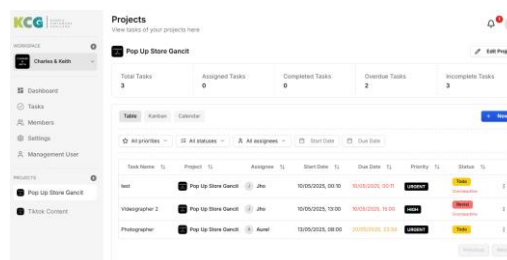 KCG
WORKSPACE
Charles & Keith
Dashboard
Tasks
Members
Settings
Management User
PROJECTS
Pop Up Store Gancit
Tiktok Content
Projects
View tasks of your projects here
Pop Up Store Gancit
Edit Proj
Total Tasks Assigned Tasks Completed Tasks Overdue Tasks Incomplete Tasks
3 0 0 2 3
Table Kanban Calendar
+ New
All priorities All statuses All assignees Start Date Due Date
Task Name Project Assignee Start Date Due Date Priority Status
test Pop Up Store Gancit J Jho 10/05/2025, 00:10 10/05/2025, 00:11 URGENT Todo
Videographer 2 Pop Up Store Gancit J Jho 10/05/2025, 13:00 10/05/2025, 16:00 HIGH
Photographer Pop Up Store Gancit A Aurel 13/05/2025, 09:00 URGENT Todo
Previous